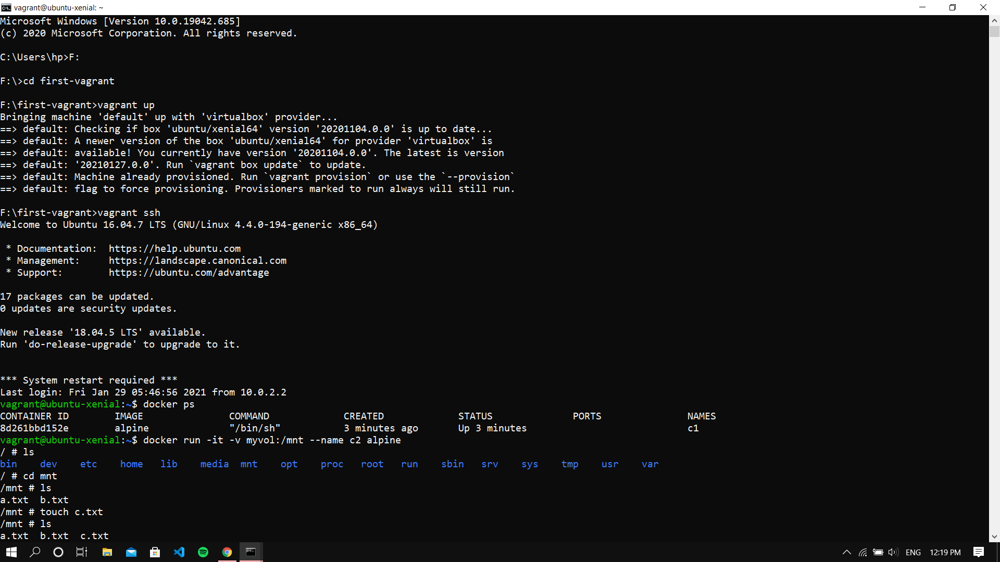 vagrant@ubuntu-xenial: ~
Microsoft Windows [Version 10.0.19042.685]
(c) 2020 Microsoft Corporation. All rights reserved.
C:\Users\hp>F:
F:\>cd first-vagrant
F:\first-vagrant>vagrant up
Bringing machine 'default' up with 'virtualbox' provider...
==> default: Checking if box 'ubuntu/xenial64' version '20201104.0.0' is up to date...
==> default: A newer version of the box 'ubuntu/xenial64' for provider 'virtualbox' is
==> default: available! You currently have version '20201104.0.0'. The latest is version
==> default: '20210127.0.0'. Run `vagrant box update` to update.
==> default: Machine already provisioned. Run `vagrant provision` or use the `--provision`
==> default: flag to force provisioning. Provisioners marked to run always will still run.
F:\first-vagrant>vagrant ssh
Welcome to Ubuntu 16.04.7 LTS (GNU/Linux 4.4.0-194-generic x86_64)
 * Documentation:  https://help.ubuntu.com
 * Management:     https://landscape.canonical.com
 * Support:        https://ubuntu.com/advantage
17 packages can be updated.
0 updates are security updates.
New release '18.04.5 LTS' available.
Run 'do-release-upgrade' to upgrade to it.
*** System restart required ***
Last login: Fri Jan 29 05:46:56 2021 from 10.0.2.2
vagrant@ubuntu-xenial:~$ docker ps
CONTAINER ID        IMAGE               COMMAND             CREATED             STATUS              PORTS               NAMES
8d261bbd152e        alpine              "/bin/sh"           3 minutes ago       Up 3 minutes                            c1
vagrant@ubuntu-xenial:~$ docker run -it -v myvol:/mnt --name c2 alpine
/ # ls
bin    dev    etc    home   lib    media  mnt    opt    proc   root   run    sbin   srv    sys    tmp    usr    var
/ # cd mnt
/mnt # ls
a.txt  b.txt
/mnt # touch c.txt
/mnt # ls
a.txt  b.txt  c.txt
ENG 12:19 PM